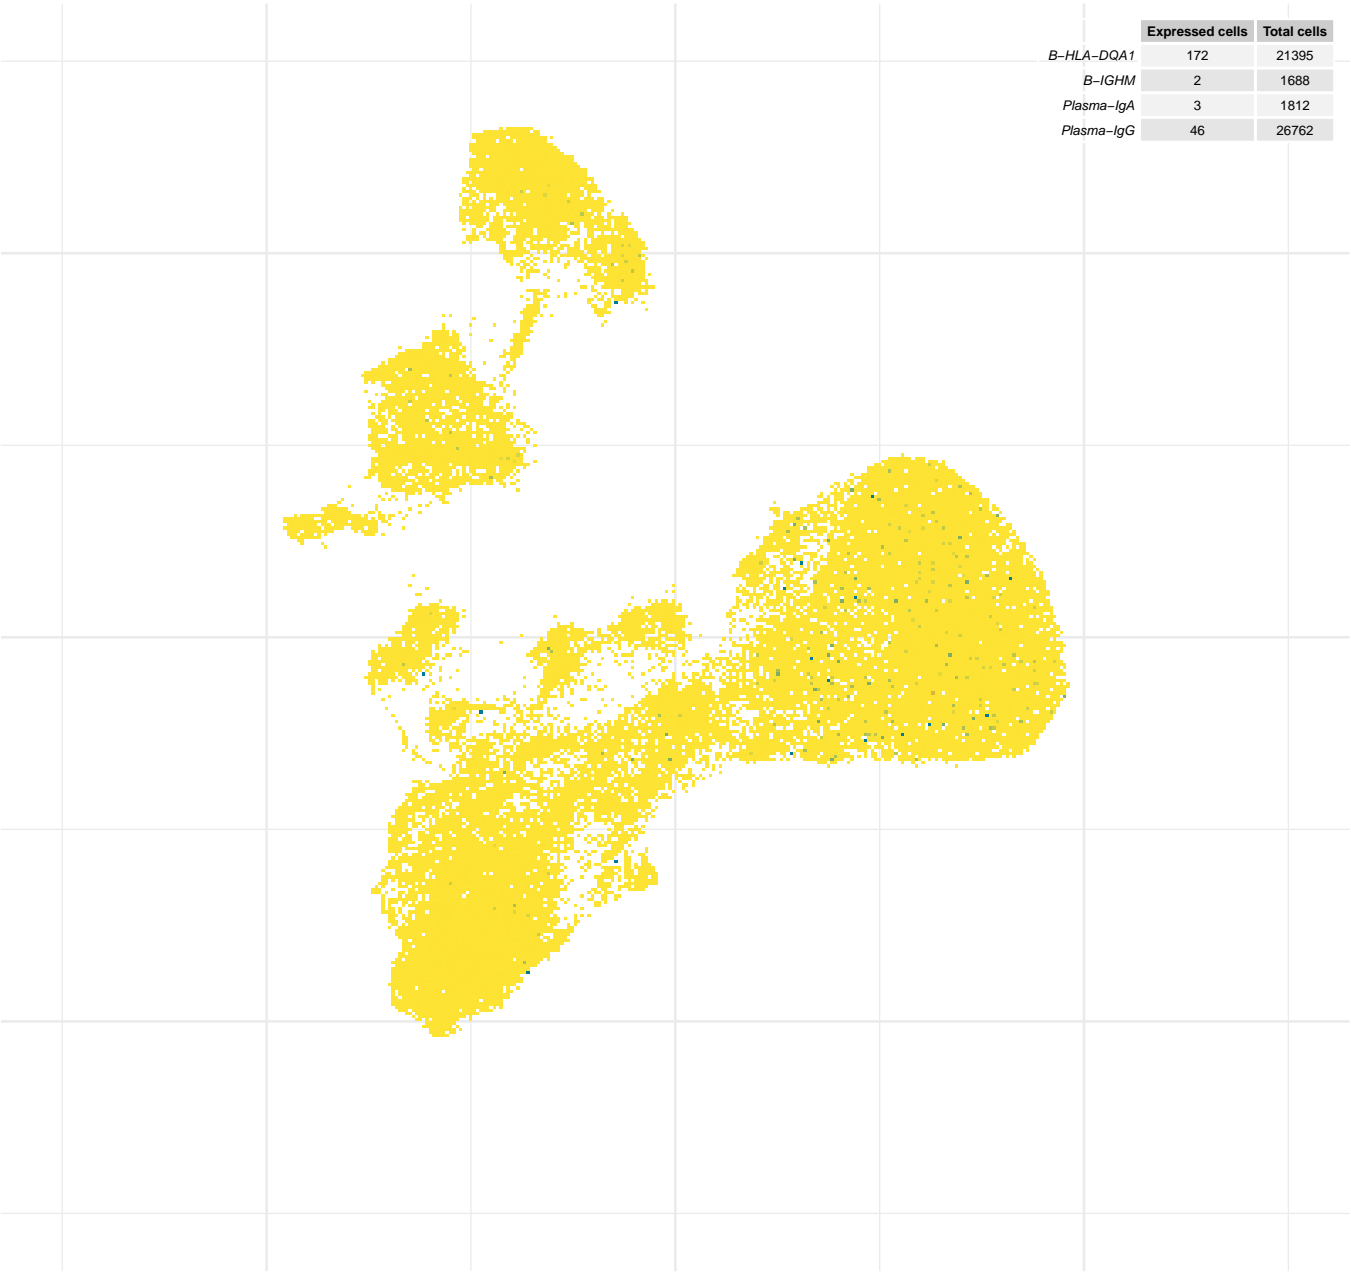 Expressed cells Total cells
B−HLA−DQA1 172 21395
B−IGHM 2 1688
Plasma−IgA 3 1812
Plasma−IgG 46 26762